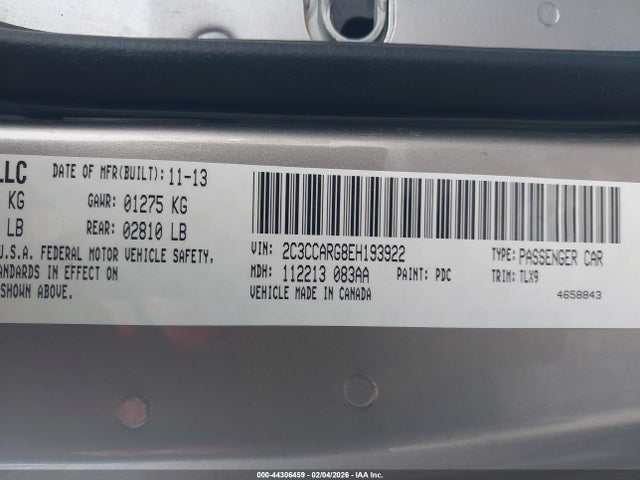 LLC DATE OF MFR(BUILT): 11-13
KG GAWR: 01275 KG
LB REAR: 02810 LB
U.S.A. FEDERAL MOTOR VEHICLE SAFETY,
STANDARDS IN EFFECT ON
SHOWN ABOVE.
VIN: 2C3CCARG8EH193922 TYPE: PASSENGER CAR
MDH: 112213 083AA PAINT: PDC TRIM: TLX9
VEHICLE MADE IN CANADA 4658843
000-44306459 - 02/04/2026 - IAA Inc.